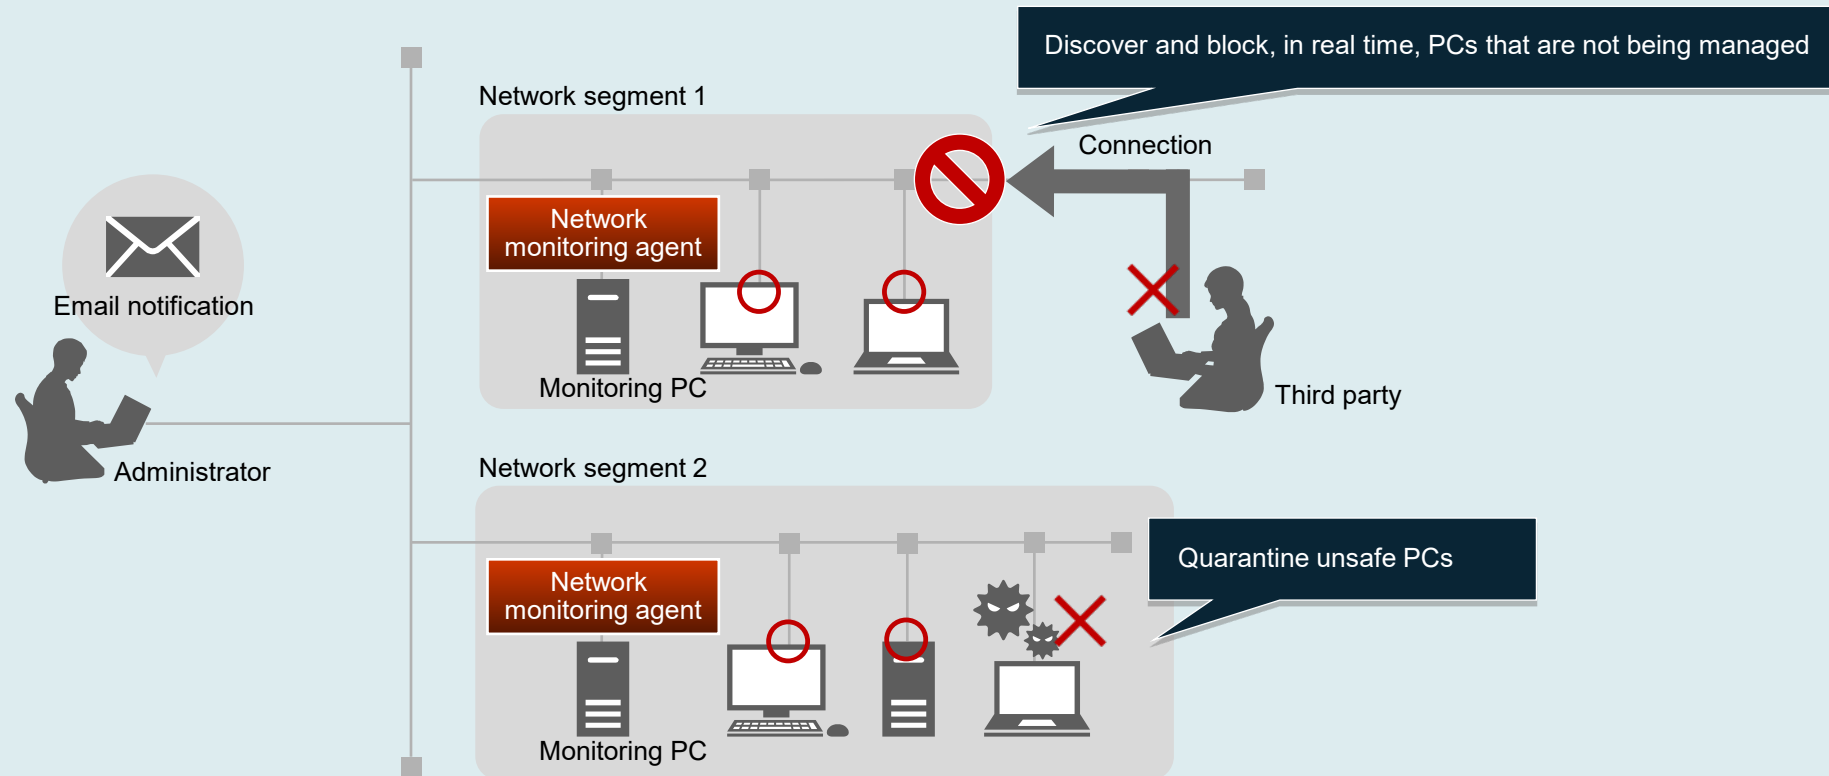 Discover and block, in real time, PCs that are not being managed
Network segment 1
Connection
Network
monitoring agent
Email notification
Monitoring PC
Third party
Administrator
Network segment 2
Quarantine unsafe PCs
Network
monitoring agent
Monitoring PC